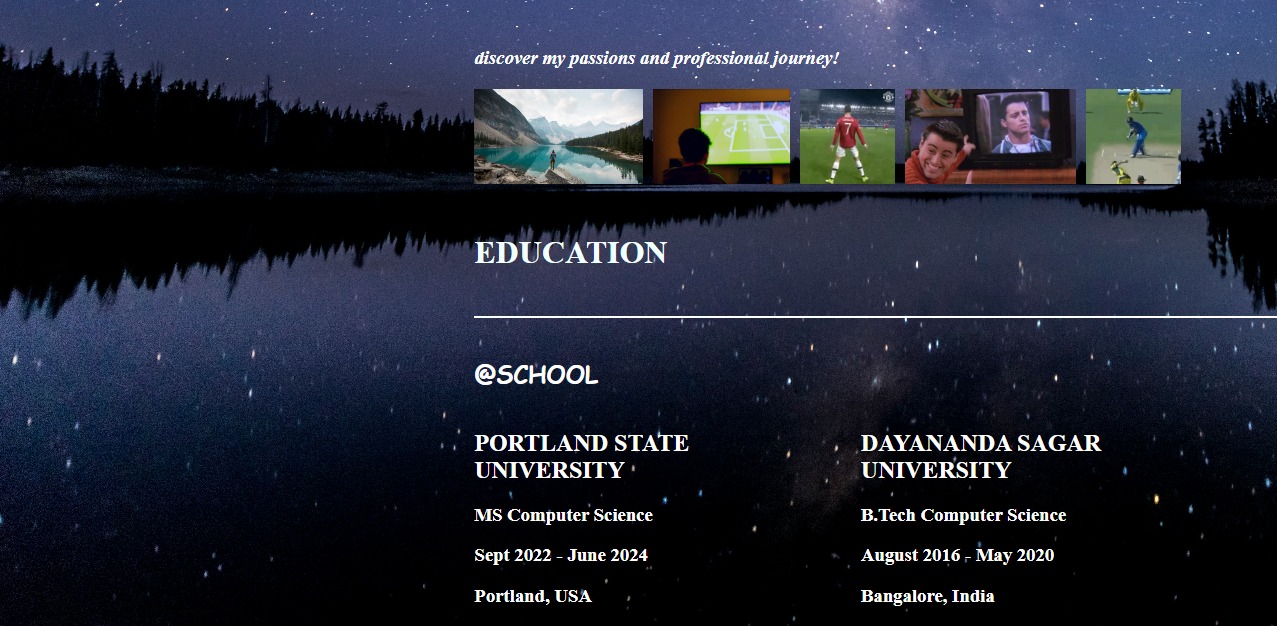 discover my passions and professional journey!
7
EDUCATION
@SCHOOL
PORTLAND STATE
UNIVERSITY
MS Computer Science
Sept 2022 - June 2024
Portland, USA
DAYANANDA SAGAR
UNIVERSITY
B.Tech Computer Science
August 2016 - May 2020
Bangalore, India